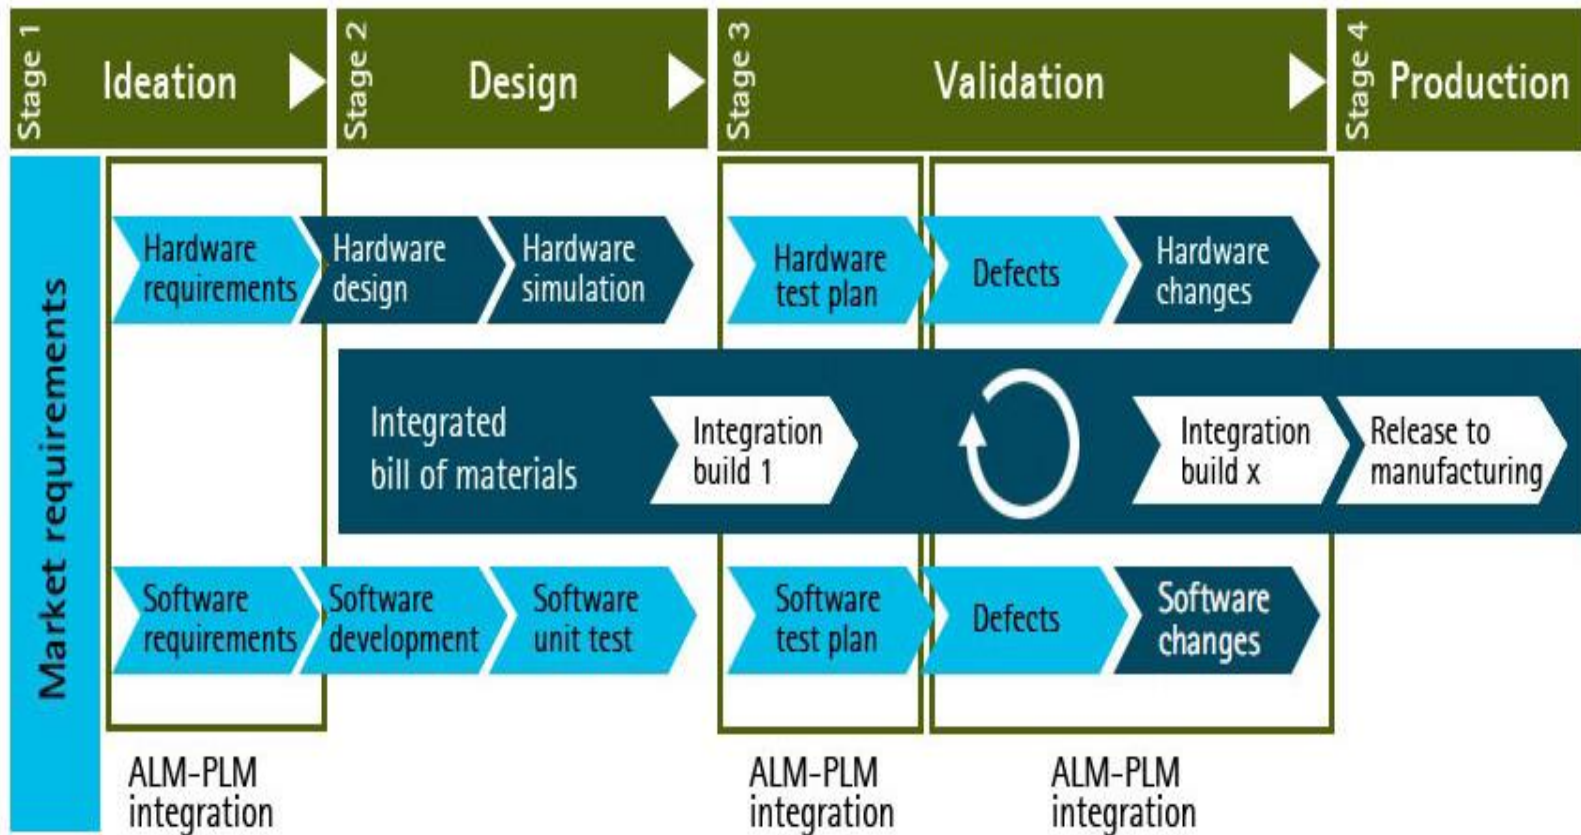 Stage 1
Ideation
Stage 2
Design
Stage 3
Validation
Stage 4
Production
Market requirements
Hardware
requirements
Hardware
design
Hardware
simulation
Hardware
test plan
Defects
Hardware
changes
Integrated
bill of materials
Integration
build 1
Integration
build x
Release to
manufacturing
Software
requirements
Software
development
Software
unit test
Software
test plan
Defects
Software
changes
ALM-PLM
integration
ALM-PLM
integration
ALM-PLM
integration